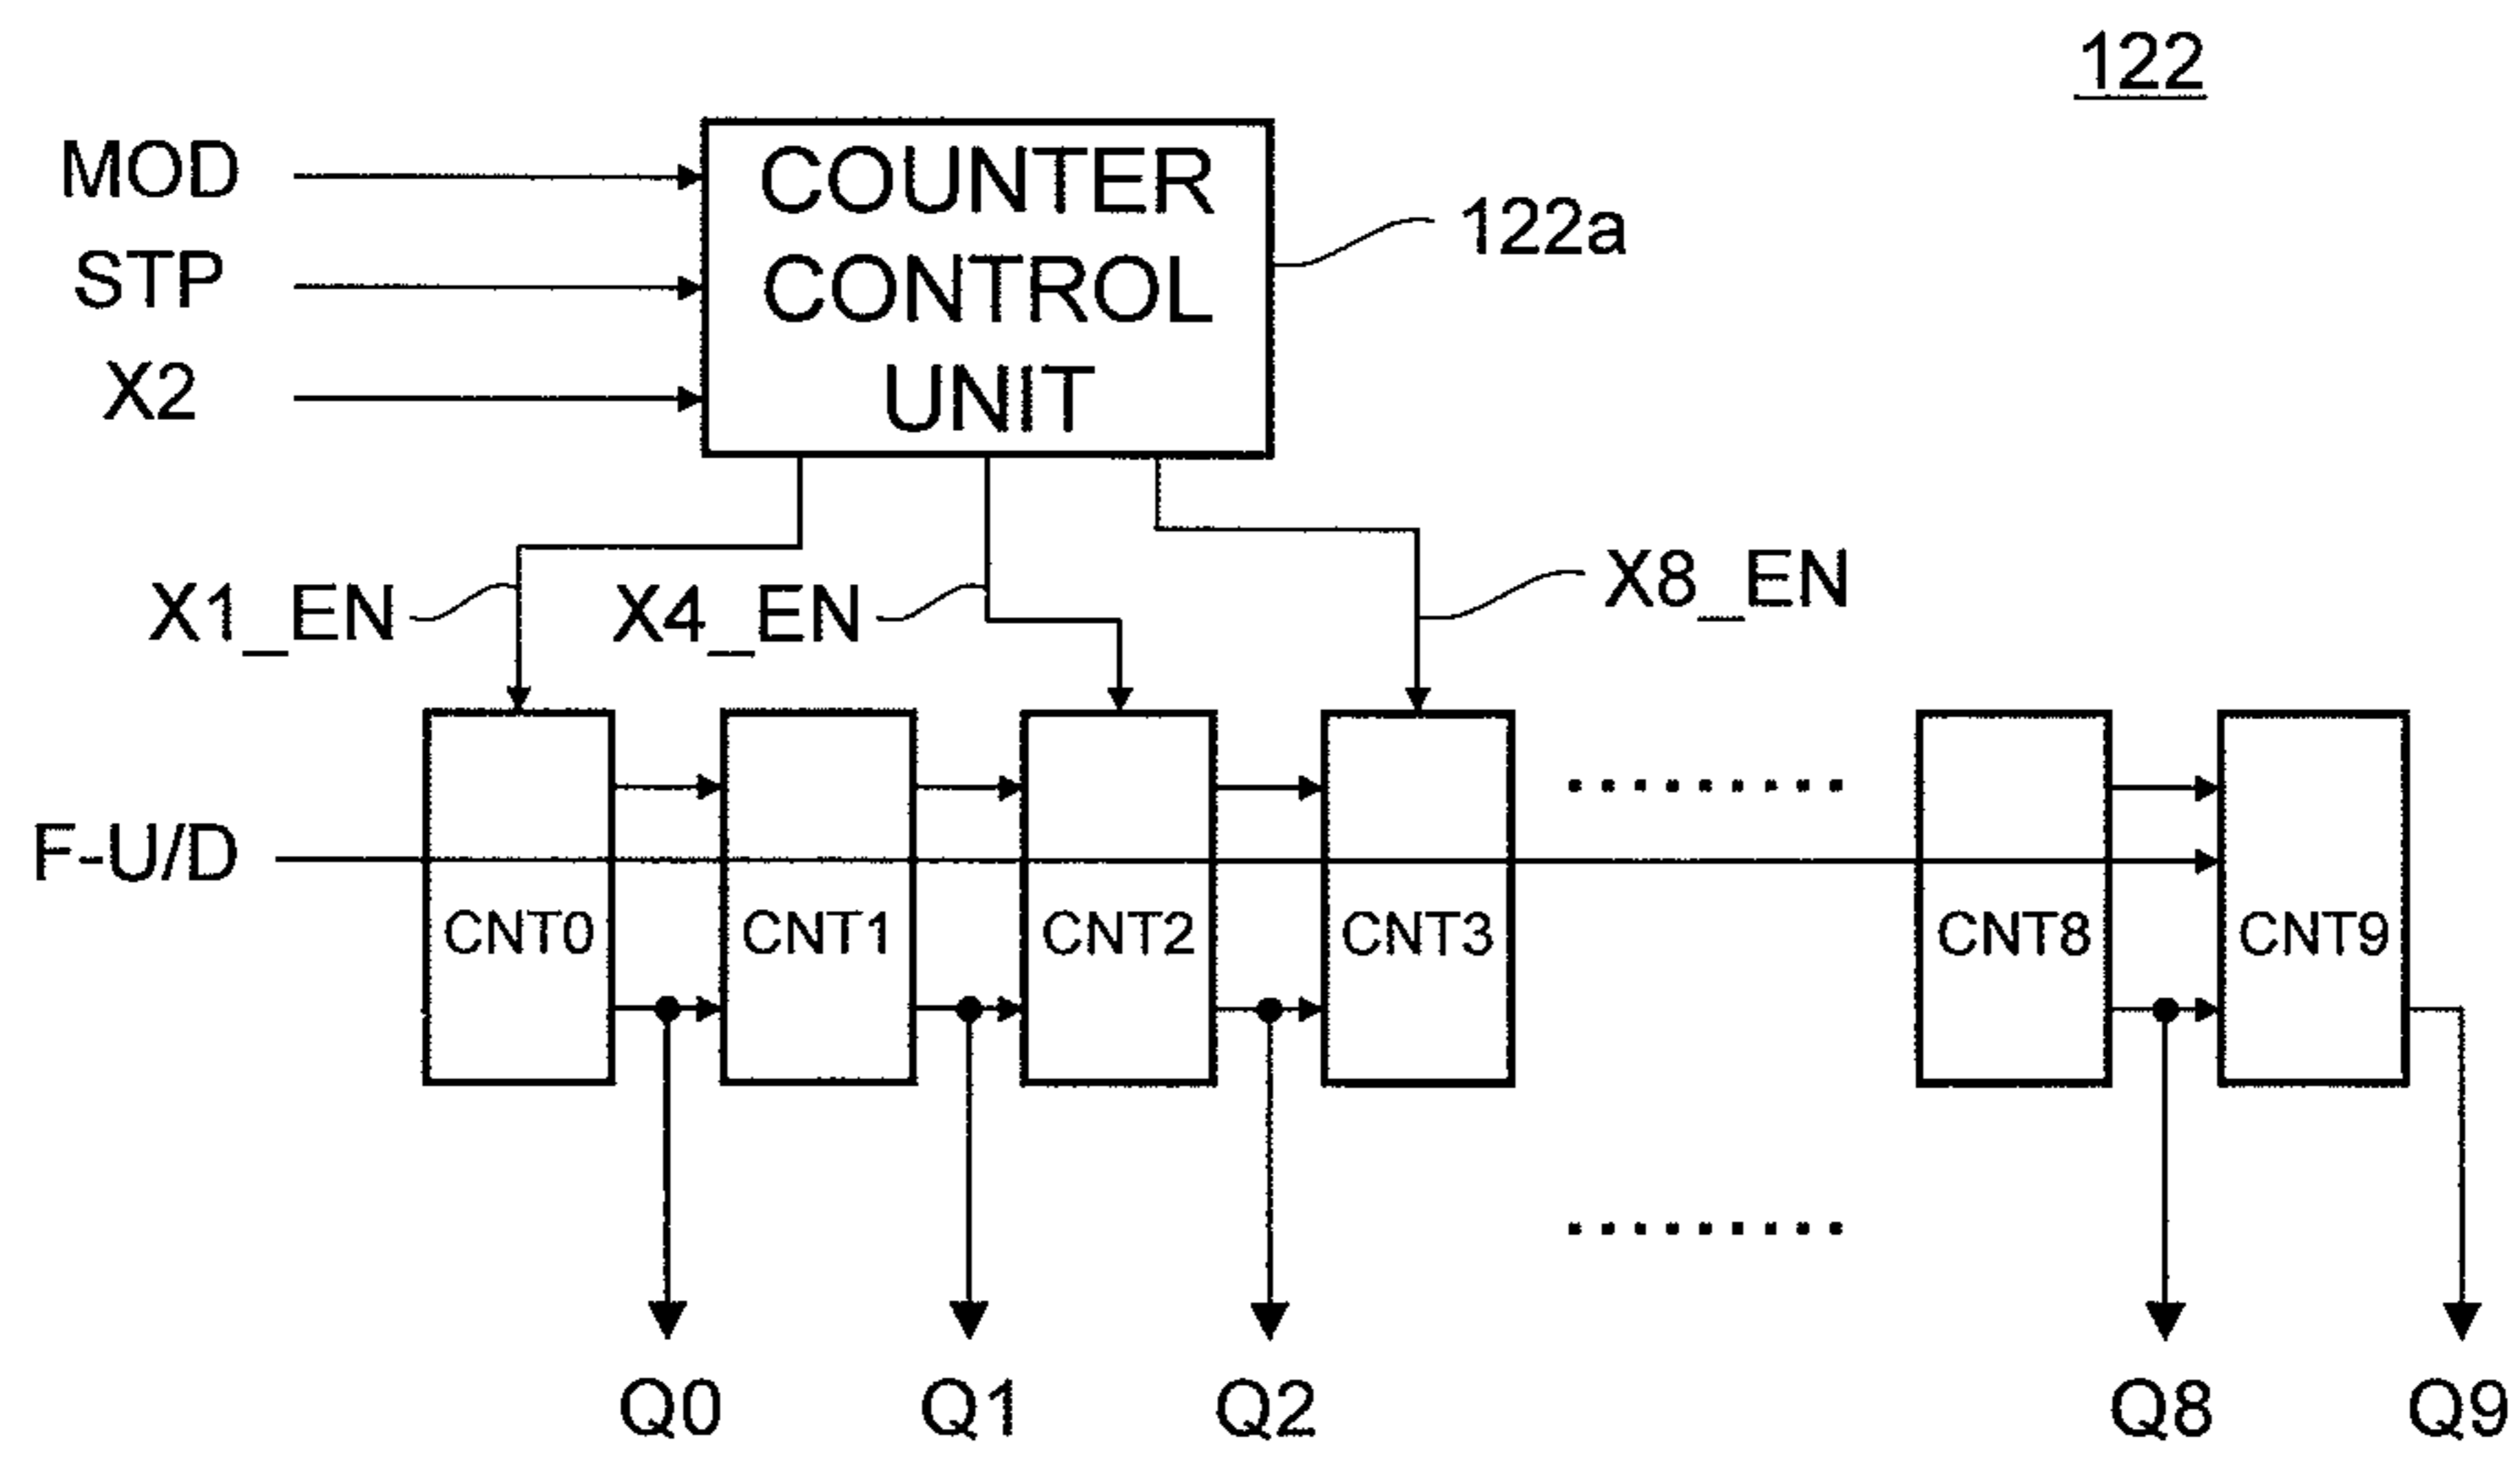 122
MOD
STP
X2
COUNTER
CONTROL
UNIT
122a
X1_EN
X4_EN
X8_EN
F-U/D
CNT0
CNT1
CNT2
CNT3
CNT8
CNT9
Q0
Q1
Q2
Q8
Q9